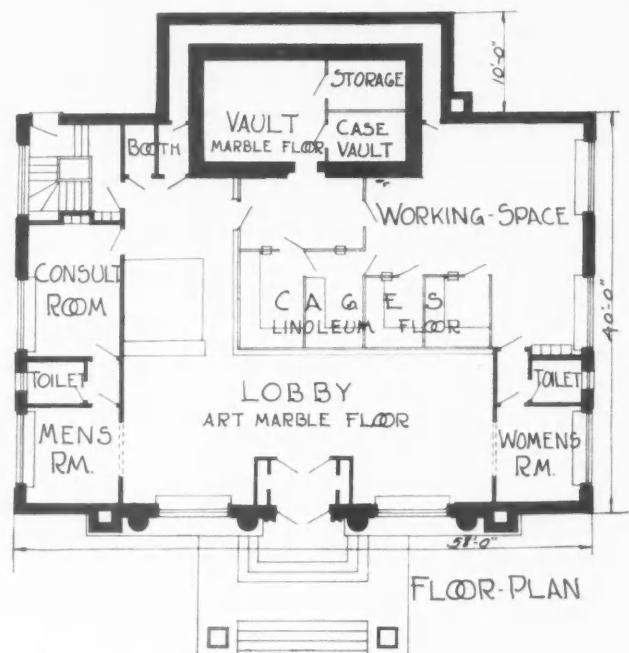 STORAGE
10'-0"
VAULT
MARBLE FLOOR
CASE
VAULT
BOOTH
WORKING-SPACE
CONSULT
ROOM
CAGES
LINOLEUM FLOOR
40'-0"
TOILET
LOBBY
ART MARBLE FLOOR
TOILET
MENS
RM.
WOMENS
RM.
58'-0"
FLOOR-PLAN